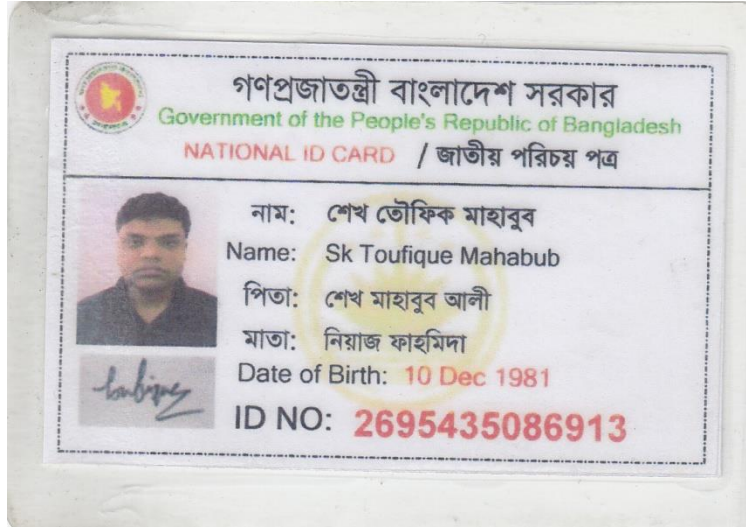 গণপ্রজাতন্ত্রী বাংলাদেশ সরকার
Government of the People's Republic of Bangladesh
NATIONAL ID CARD / জাতীয় পরিচয় পত্র
নাম: শেখ তৌফিক মাহাবুব
Name: Sk Toufique Mahabub
পিতা: শেখ মাহাবুব আলী
মাতা: নিয়াজ ফাহমিদা
Date of Birth: 10 Dec 1981
ID NO: 2695435086913